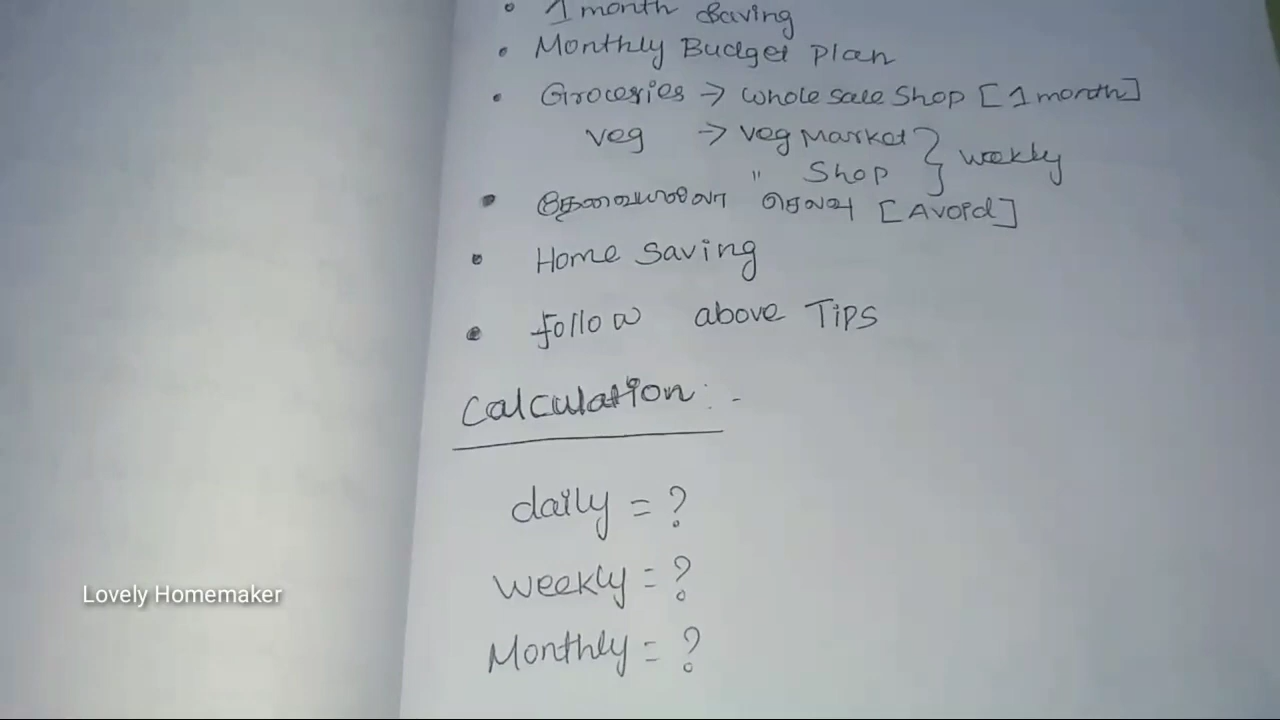 • 1 month Saving
• Monthly Budget Plan
• Groceries → whole sale Shop [1 month]
veg → veg Market } weekly
" Shop
• தேவையில்லா செலவு [Avoid]
• Home Saving
• follow above Tips
Calculation: -
daily = ?
weekly = ?
Monthly = ?
Lovely Homemaker